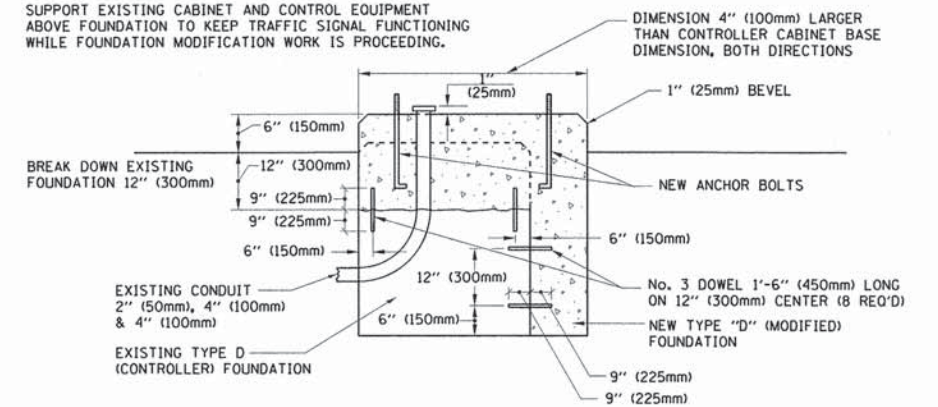 SUPPORT EXISTING CABINET AND CONTROL EQUIPMENT
ABOVE FOUNDATION TO KEEP TRAFFIC SIGNAL FUNCTIONING
WHILE FOUNDATION MODIFICATION WORK IS PROCEEDING.
DIMENSION 4" (100mm) LARGER
THAN CONTROLLER CABINET BASE
DIMENSION, BOTH DIRECTIONS
1"
(25mm)
1" (25mm) BEVEL
6" (150mm)
BREAK DOWN EXISTING
FOUNDATION 12" (300mm)
12" (300mm)
9" (225mm)
9" (225mm)
6" (150mm)
NEW ANCHOR BOLTS
6" (150mm)
12" (300mm)
6" (150mm)
EXISTING CONDUIT
2" (50mm), 4" (100mm)
& 4" (100mm)
EXISTING TYPE D
(CONTROLLER) FOUNDATION
No. 3 DOWEL 1'-6" (450mm) LONG
ON 12" (300mm) CENTER (8 REQ'D)
NEW TYPE "D" (MODIFIED)
FOUNDATION
9" (225mm)
9" (225mm)